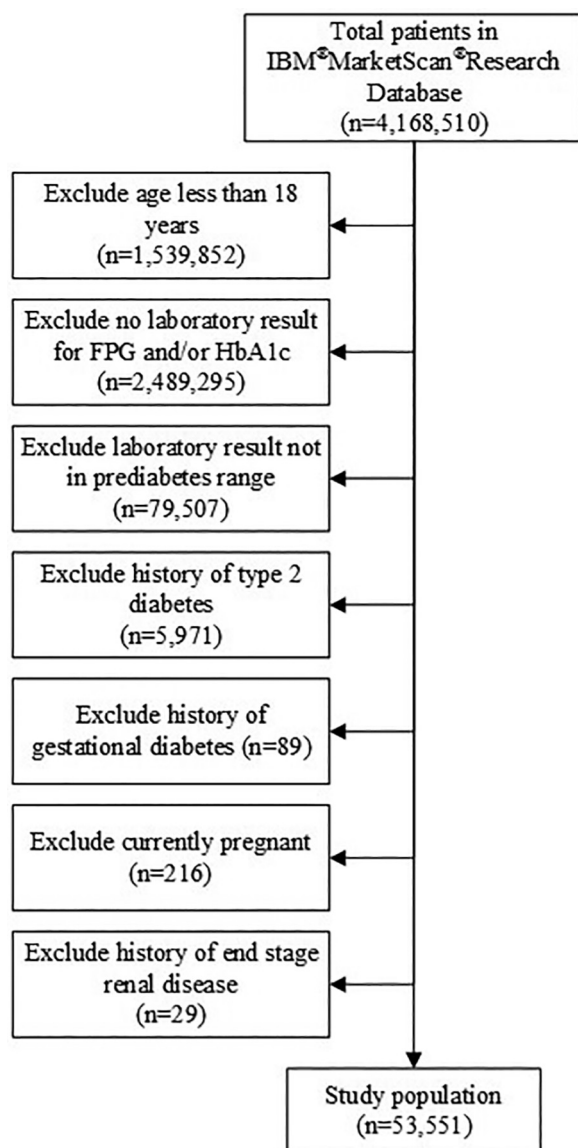 Total patients in
IBM®MarketScan®Research
Database
(n=4,168,510)
Exclude age less than 18
years
(n=1,539,852)
Exclude no laboratory result
for FPG and/or HbA1c
(n=2,489,295)
Exclude laboratory result not
in prediabetes range
(n=79,507)
Exclude history of type 2
diabetes
(n=5,971)
Exclude history of
gestational diabetes (n=89)
Exclude currently pregnant
(n=216)
Exclude history of end stage
renal disease
(n=29)
Study population
(n=53,551)